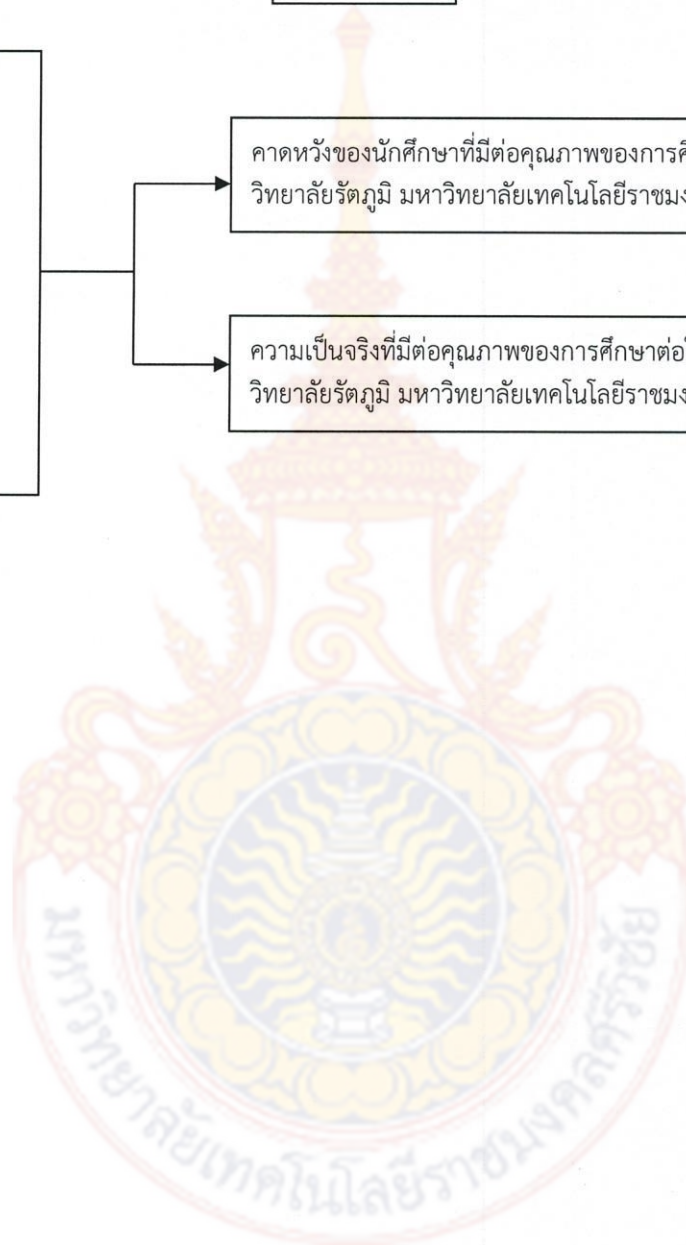 คาดหวังของนักศึกษาที่มีต่อคุณภาพของการศึ
วิทยาลัยรัตภูมิ มหาวิทยาลัยเทคโนโลยีราชมง
ความเป็นจริงที่มีต่อคุณภาพของการศึกษาต่อ
วิทยาลัยรัตภูมิ มหาวิทยาลัยเทคโนโลยีราชมง
มหาวิทยาลัยเทคโนโลยีราชมงคลศรีวิชัย